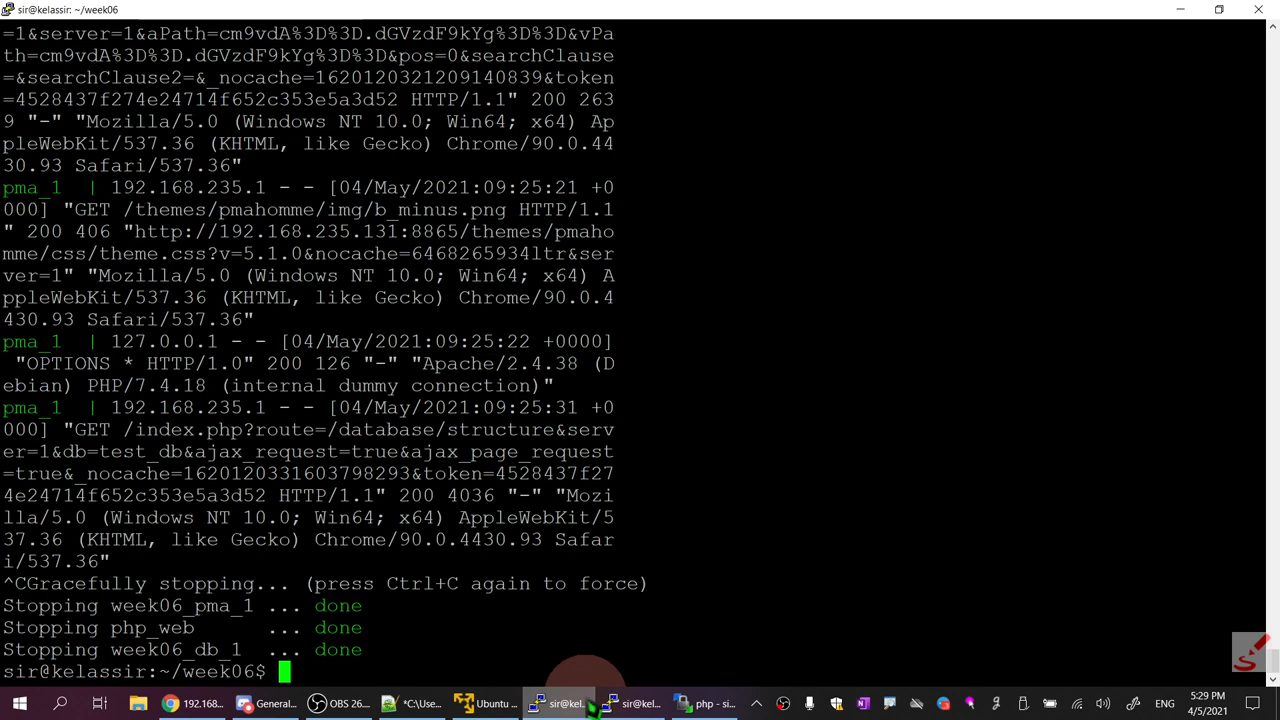 sir@kelassir: ~/week06
=1&server=1&aPath=cm9vdA%3D%3D.dGVzdF9kYg%3D%3D&vPa
th=cm9vdA%3D%3D.dGVzdF9kYg%3D%3D&pos=0&searchClause
=&searchClause2=&_nocache=1620120321209140839&token
=4528437f274e24714f652c353e5a3d52 HTTP/1.1" 200 263
9 "-" "Mozilla/5.0 (Windows NT 10.0; Win64; x64) Ap
pleWebKit/537.36 (KHTML, like Gecko) Chrome/90.0.44
30.93 Safari/537.36"
pma_1  | 192.168.235.1 - - [04/May/2021:09:25:21 +0
000] "GET /themes/pmahomme/img/b_minus.png HTTP/1.1
" 200 406 "http://192.168.235.131:8865/themes/pmaho
mme/css/theme.css?v=5.1.0&nocache=6468265934ltr&ser
ver=1" "Mozilla/5.0 (Windows NT 10.0; Win64; x64) A
ppleWebKit/537.36 (KHTML, like Gecko) Chrome/90.0.4
430.93 Safari/537.36"
pma_1  | 127.0.0.1 - - [04/May/2021:09:25:22 +0000]
"OPTIONS * HTTP/1.0" 200 126 "-" "Apache/2.4.38 (D
ebian) PHP/7.4.18 (internal dummy connection)"
pma_1  | 192.168.235.1 - - [04/May/2021:09:25:31 +0
000] "GET /index.php?route=/database/structure&serv
er=1&db=test_db&ajax_request=true&ajax_page_request
=true&_nocache=1620120331603798293&token=4528437f27
4e24714f652c353e5a3d52 HTTP/1.1" 200 4036 "-" "Mozi
lla/5.0 (Windows NT 10.0; Win64; x64) AppleWebKit/5
37.36 (KHTML, like Gecko) Chrome/90.0.4430.93 Safar
i/537.36"
^CGracefully stopping... (press Ctrl+C again to force)
Stopping week06_pma_1 ... done
Stopping php_web      ... done
Stopping week06_db_1  ... done
sir@kelassir:~/week06$
192.168... General... OBS 26... *C:\Use... Ubuntu ... sir@kel... sir@kel... php - si... ENG 5:29 PM
4/5/2021